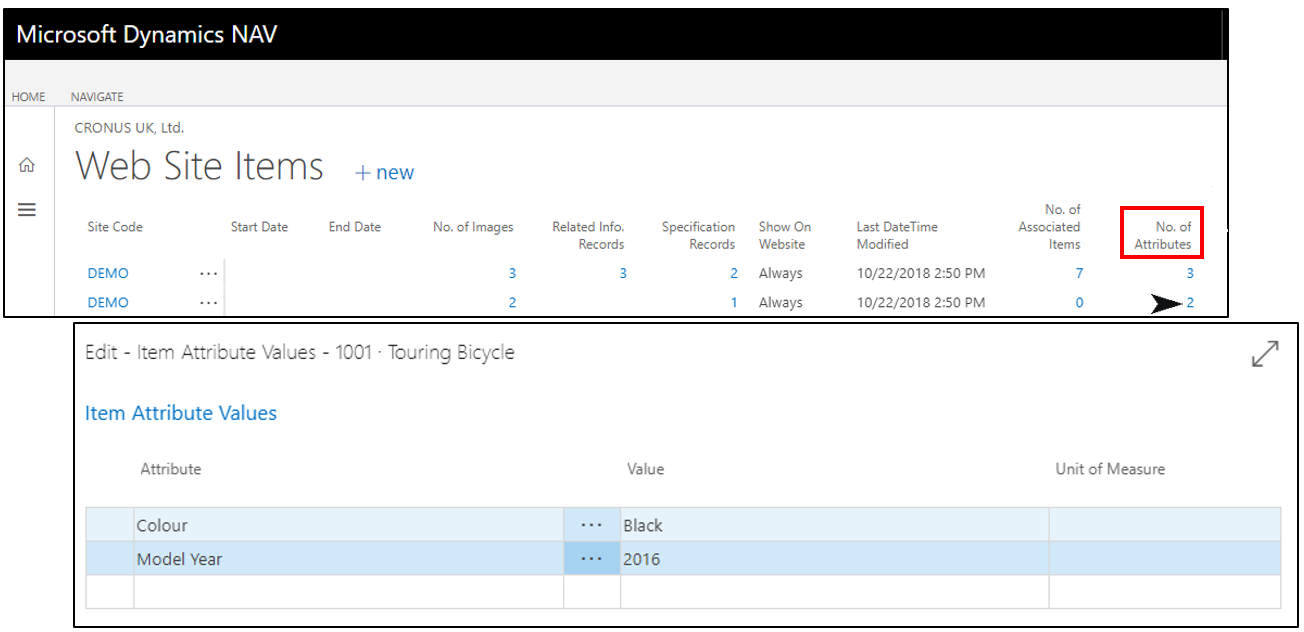 Microsoft Dynamics NAV
HOME NAVIGATE
CRONUS UK, Ltd.
Web Site Items + new
Site Code Start Date End Date No. of Images Related Info. Records Specification Records Show On Website Last DateTime Modified No. of Associated Items No. of Attributes
DEMO ··· 3 3 2 Always 10/22/2018 2:50 PM 7 3
DEMO ··· 2 1 Always 10/22/2018 2:50 PM 0 2
Edit - Item Attribute Values - 1001 · Touring Bicycle
Item Attribute Values
Attribute Value Unit of Measure
Colour ··· Black
Model Year ··· 2016